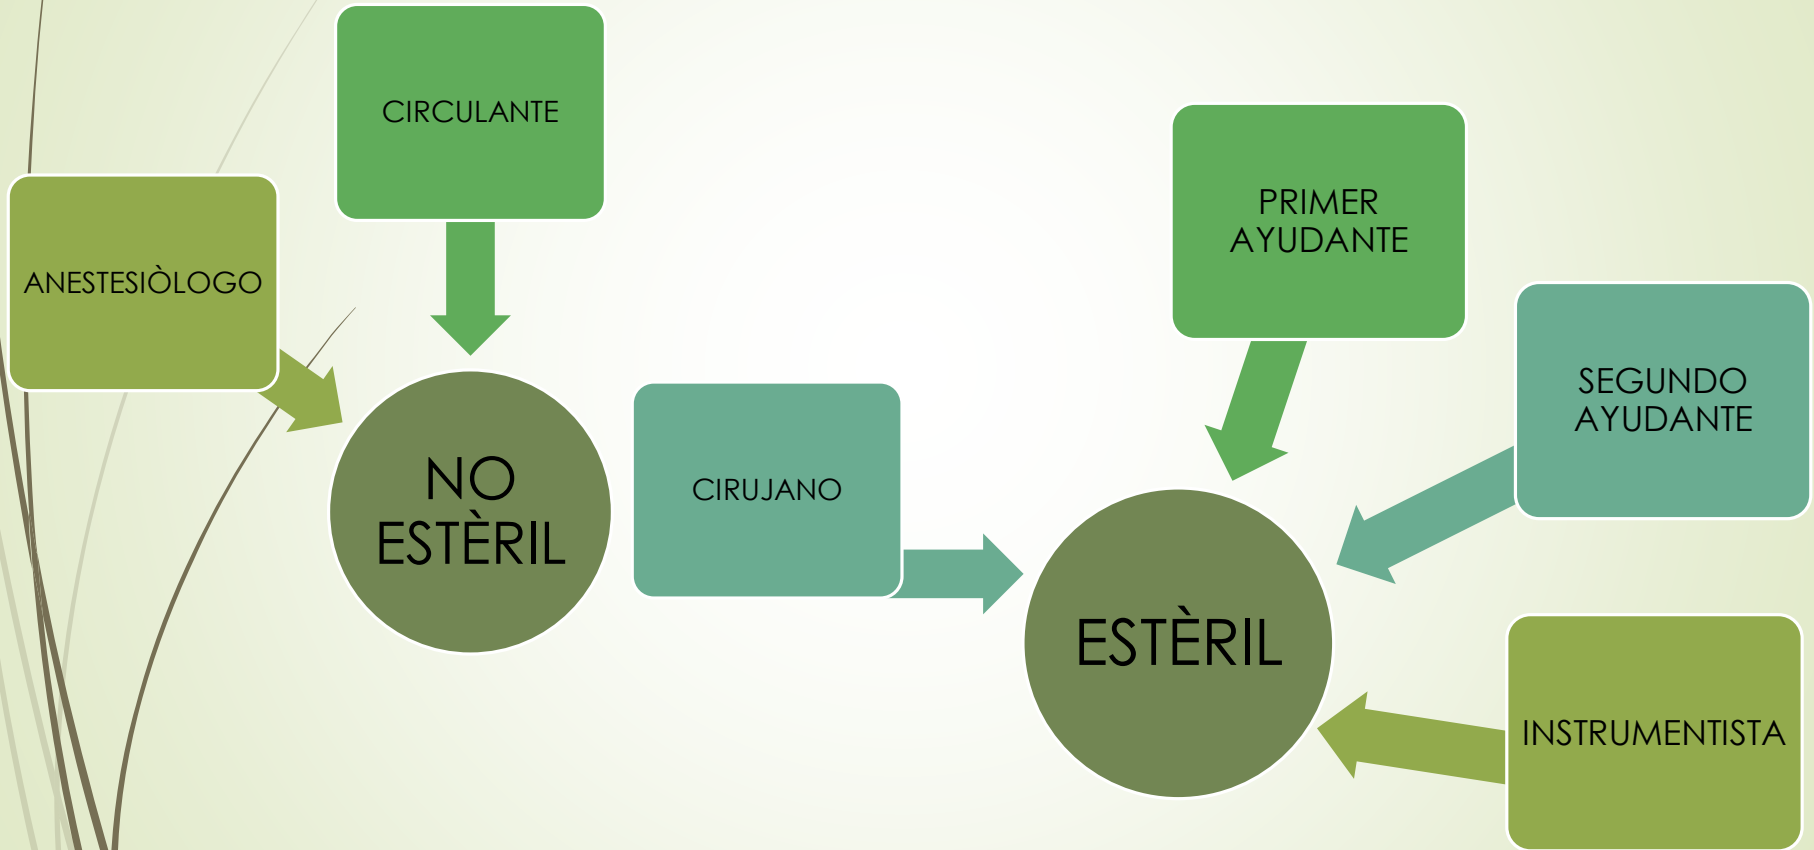 CIRCULANTE
ANESTESIÒLOGO
NO
ESTÈRIL
CIRUJANO
PRIMER
AYUDANTE
SEGUNDO
AYUDANTE
ESTÈRIL
INSTRUMENTISTA